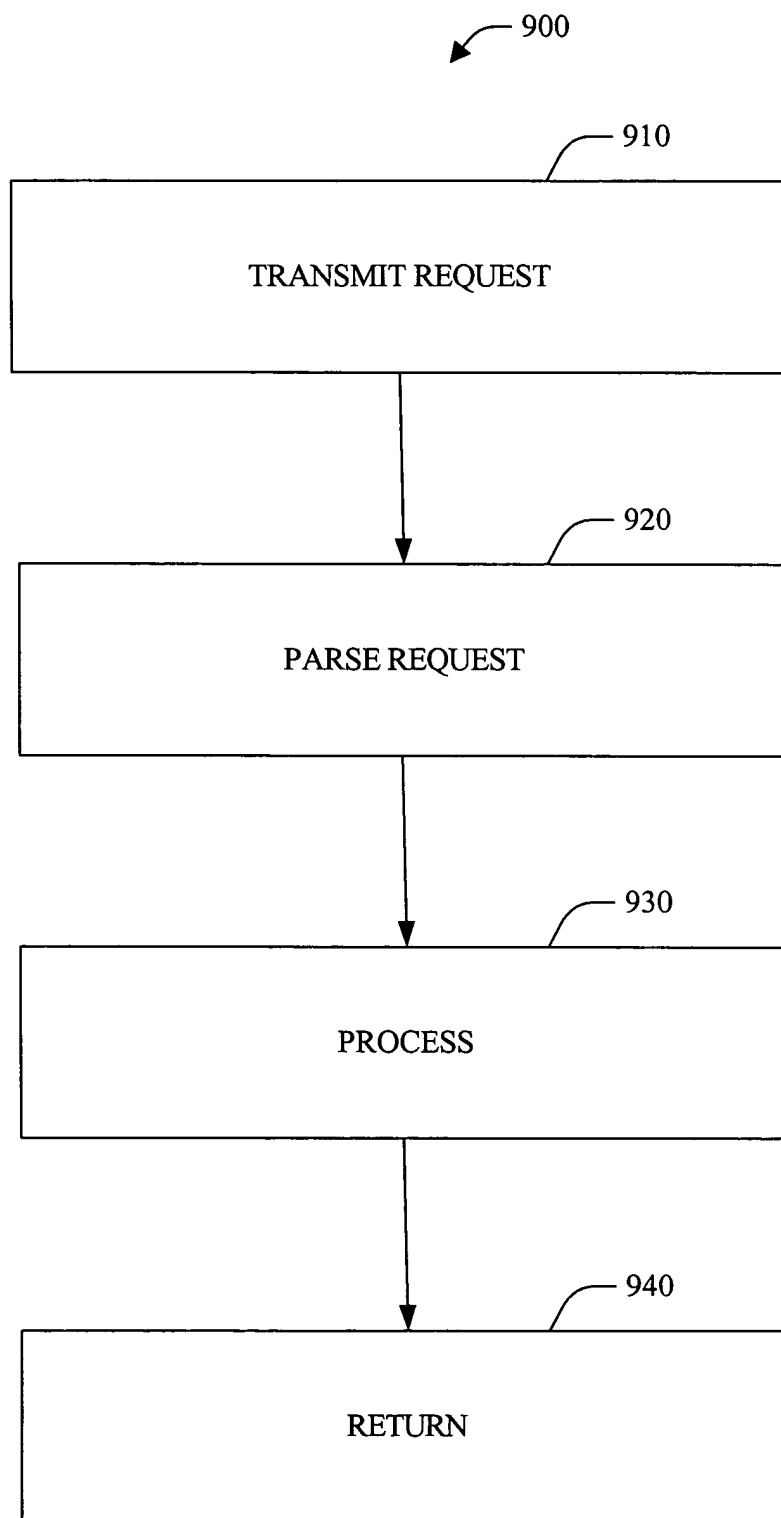 900
910
TRANSMIT REQUEST
920
PARSE REQUEST
930
PROCESS
940
RETURN